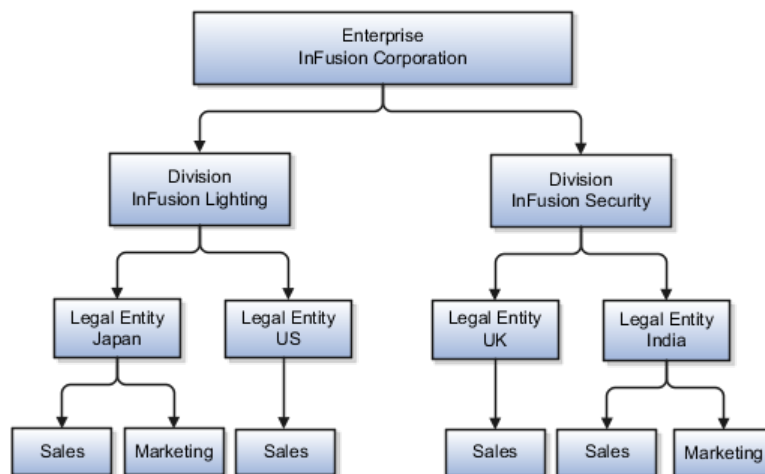 Enterprise
InFusion Corporation
Division
InFusion Lighting
Division
InFusion Security
Legal Entity
Japan
Legal Entity
US
Legal Entity
UK
Legal Entity
India
Sales
Marketing
Sales
Sales
Sales
Marketing